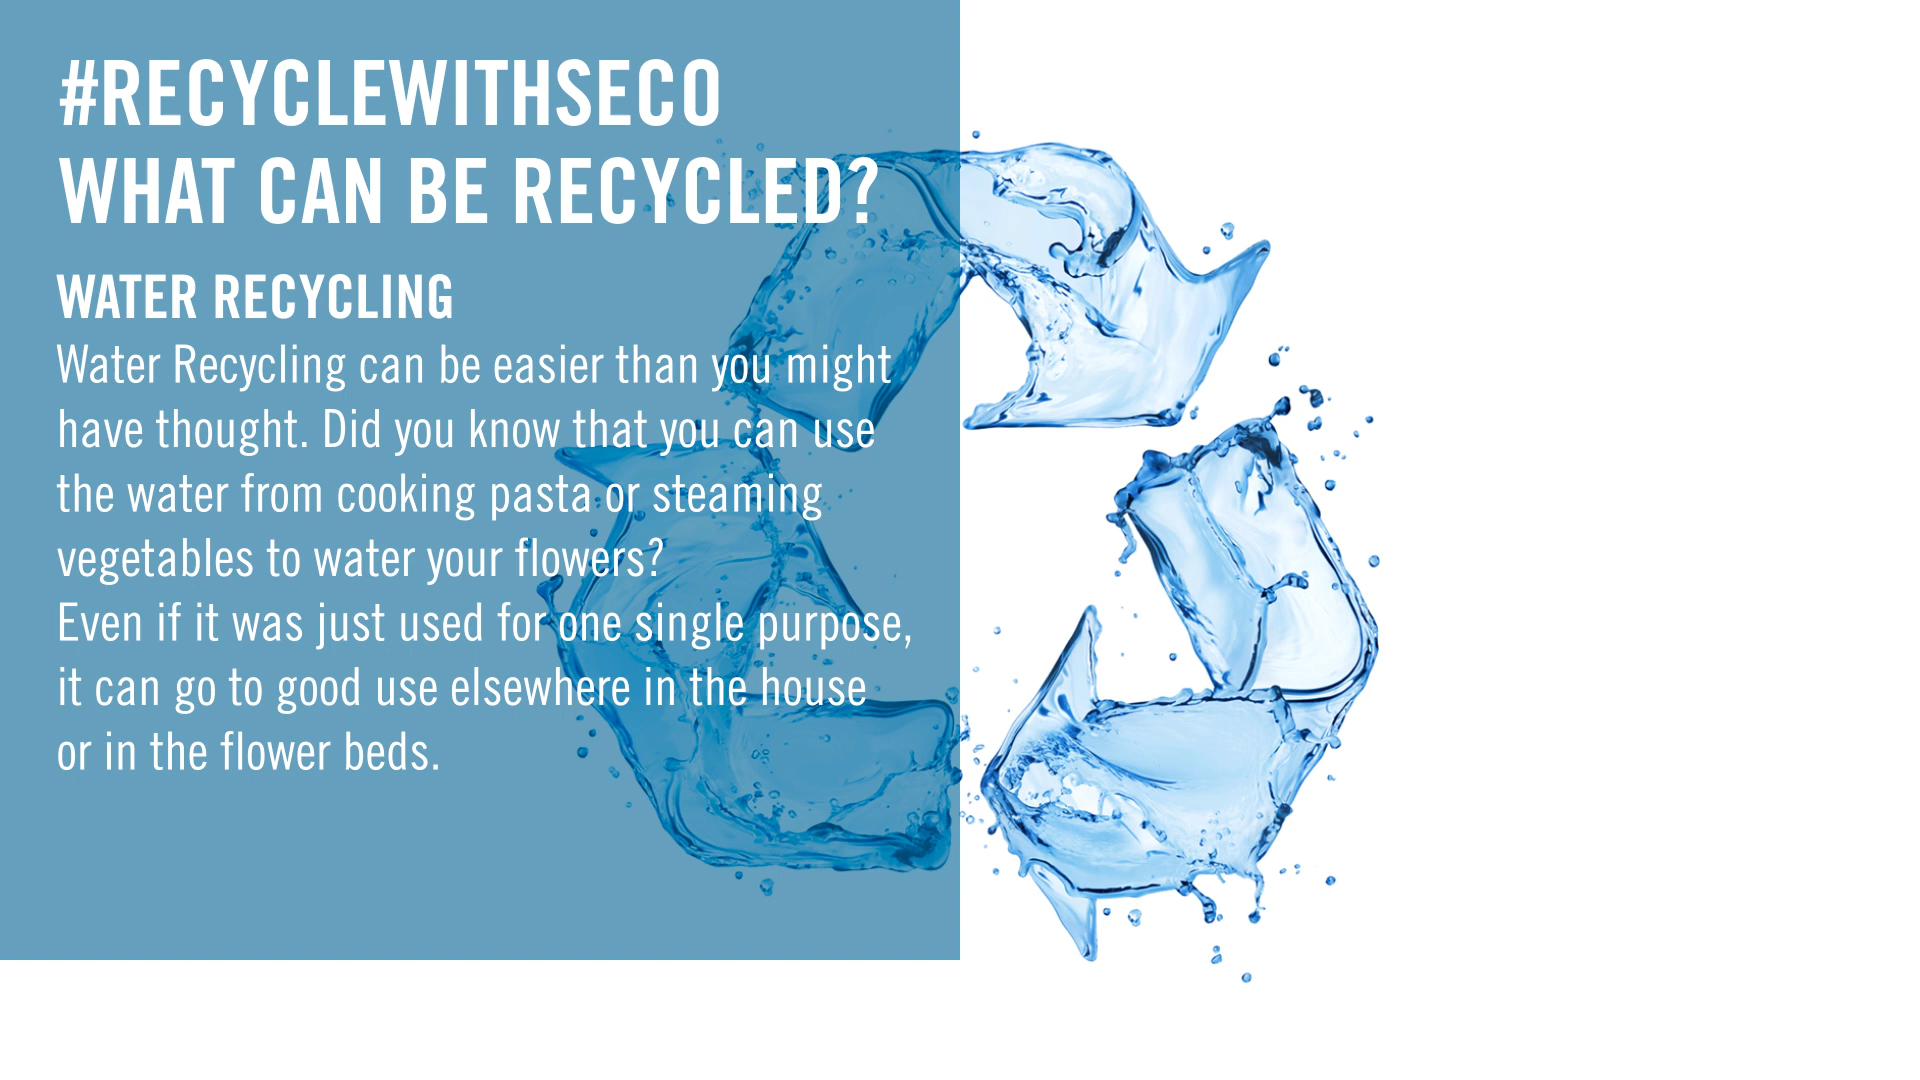 #RECYCLEWITHSECO
WHAT CAN BE RECYCLED?
WATER RECYCLING
Water Recycling can be easier than you might
have thought. Did you know that you can use
the water from cooking pasta or steaming
vegetables to water your flowers?
Even if it was just used for one single purpose,
it can go to good use elsewhere in the house
or in the flower beds.